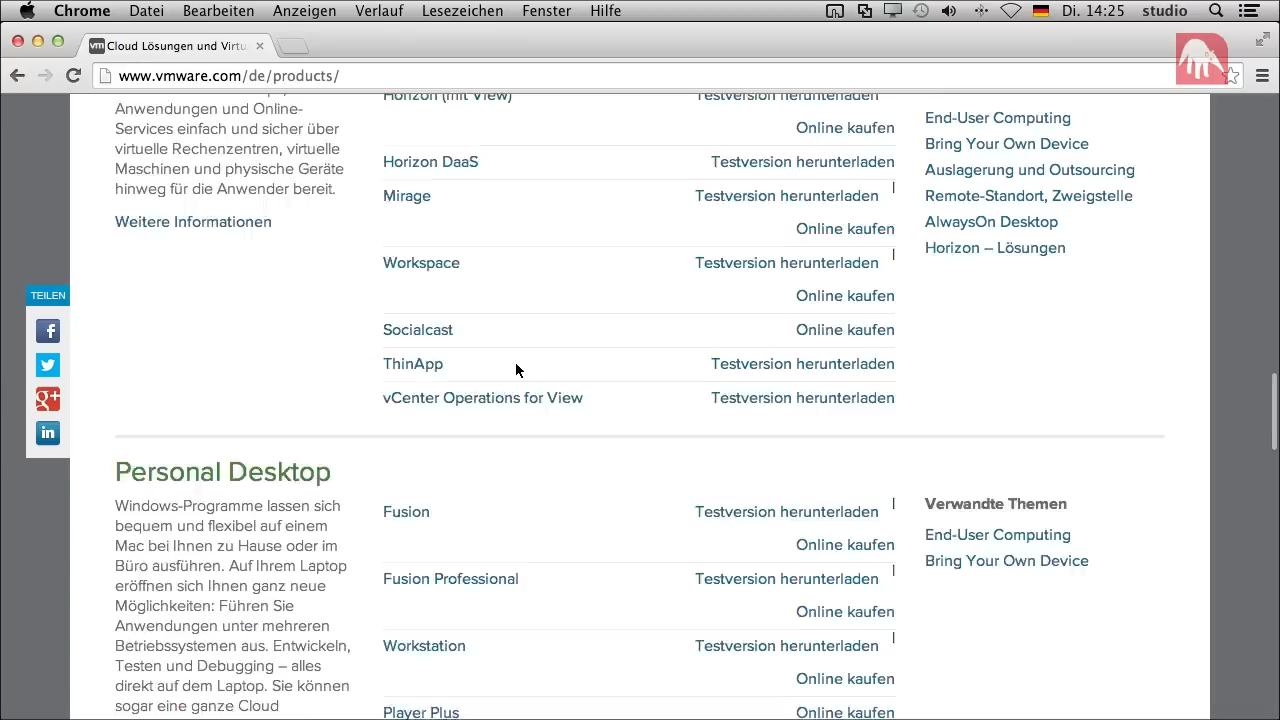 Chrome Datei Bearbeiten Anzeigen Verlauf Lesezeichen Fenster Hilfe Di. 14:25 studio
vm Cloud Lösungen und Virtu
www.vmware.com/de/products/
Anwendungen und Online-
Services einfach und sicher über
virtuelle Rechenzentren, virtuelle
Maschinen und physische Geräte
hinweg für die Anwender bereit.
Weitere Informationen
TEILEN
f
g+
in
Horizon (mit View) Testversion herunterladen
Online kaufen
Horizon DaaS Testversion herunterladen
Mirage Testversion herunterladen |
Online kaufen
Workspace Testversion herunterladen |
Online kaufen
Socialcast Online kaufen
ThinApp Testversion herunterladen
vCenter Operations for View Testversion herunterladen
End-User Computing
Bring Your Own Device
Auslagerung und Outsourcing
Remote-Standort, Zweigstelle
AlwaysOn Desktop
Horizon – Lösungen
Personal Desktop
Windows-Programme lassen sich
bequem und flexibel auf einem
Mac bei Ihnen zu Hause oder im
Büro ausführen. Auf Ihrem Laptop
eröffnen sich Ihnen ganz neue
Möglichkeiten: Führen Sie
Anwendungen unter mehreren
Betriebssystemen aus. Entwickeln,
Testen und Debugging – alles
direkt auf dem Laptop. Sie können
sogar eine ganze Cloud
Fusion Testversion herunterladen |
Online kaufen
Fusion Professional Testversion herunterladen |
Online kaufen
Workstation Testversion herunterladen |
Online kaufen
Player Plus Online kaufen
Verwandte Themen
End-User Computing
Bring Your Own Device